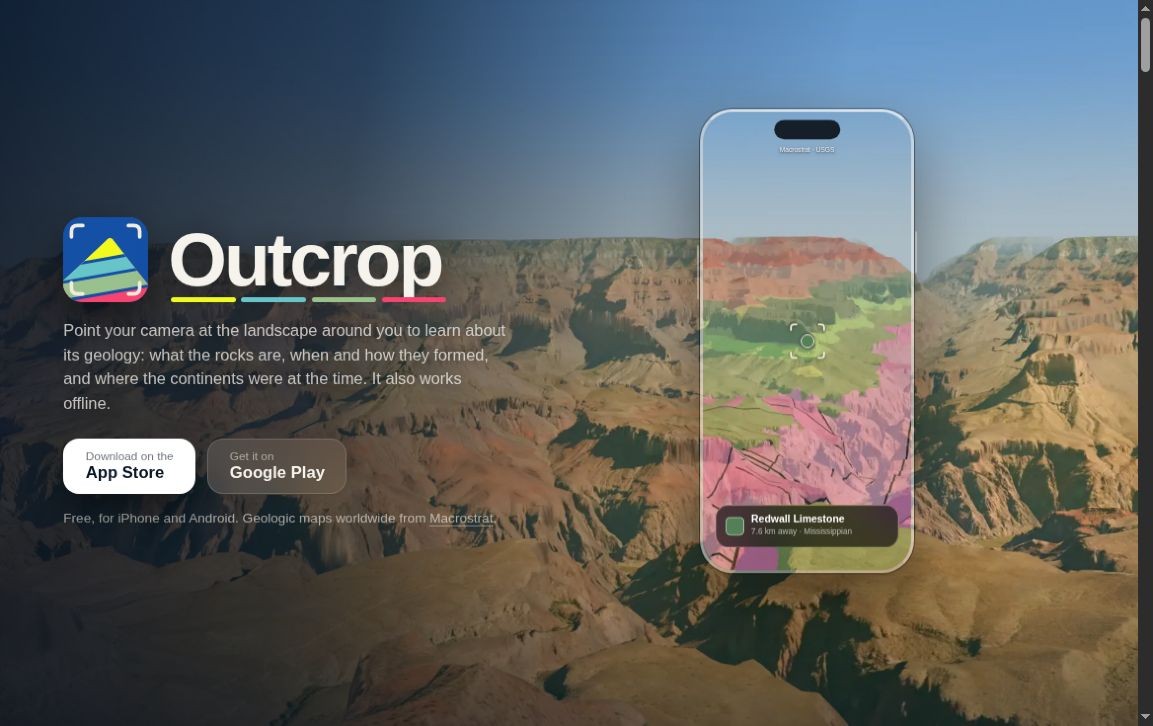 Outcrop
Point your camera at the landscape around you to learn about
its geology: what the rocks are, when and how they formed,
and where the continents were at the time. It also works
offline.
Download on the
App Store
Get it on
Google Play
Free, for iPhone and Android. Geologic maps worldwide from Macrostrat.
Macrostrat · USGS
Redwall Limestone
7.6 km away · Mississippian